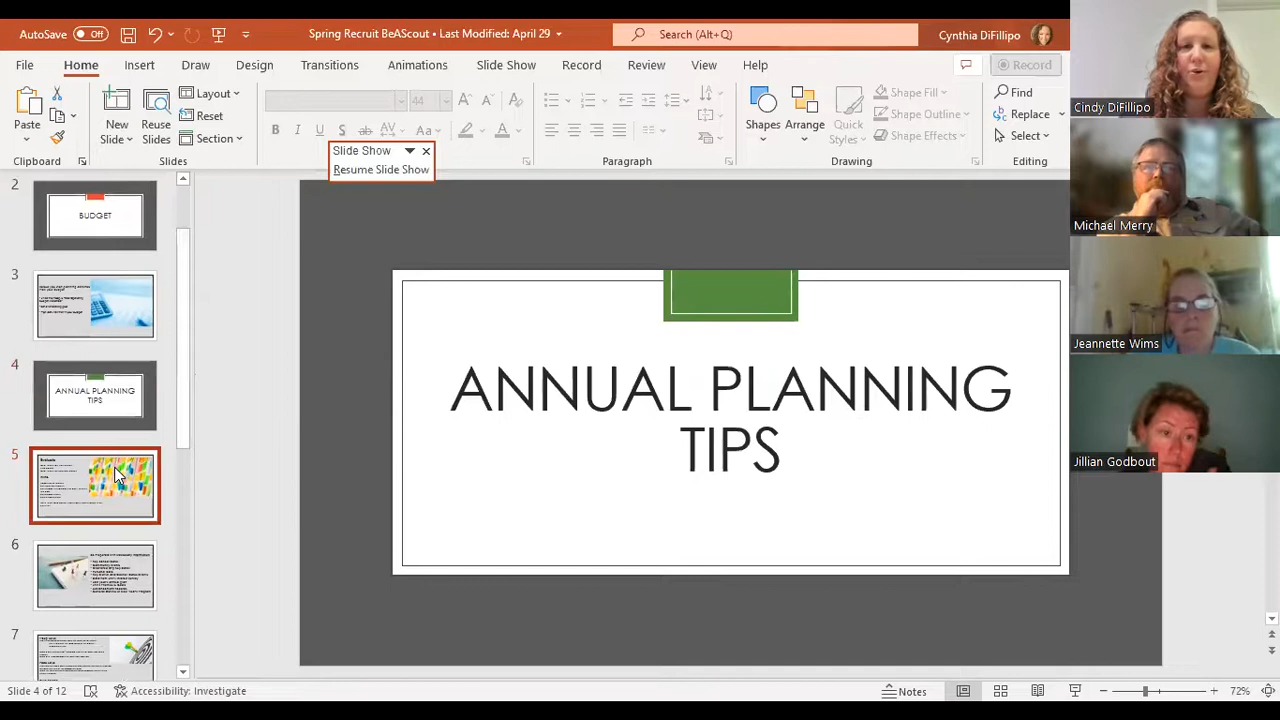 AutoSave Off
Spring Recruit BeAScout • Last Modified: April 29
Search (Alt+Q)
Cynthia DiFillipo
File Home Insert Draw Design Transitions Animations Slide Show Record Review View Help
Record
Paste
New Slide
Reuse Slides
Layout
Reset
Section
44
B U S ab AV Aa A
Shapes
Arrange
Quick Styles
Shape Fill
Shape Outline
Shape Effects
Find
Replace
Select
Clipboard
Slides
Paragraph
Drawing
Editing
Slide Show
Resume Slide Show
2
BUDGET
3
4
ANNUAL PLANNING
TIPS
5
6
7
ANNUAL PLANNING
TIPS
Cindy DiFillipo
Michael Merry
Jeannette Wims
Jillian Godbout
Slide 4 of 12
Accessibility: Investigate
Notes
72%